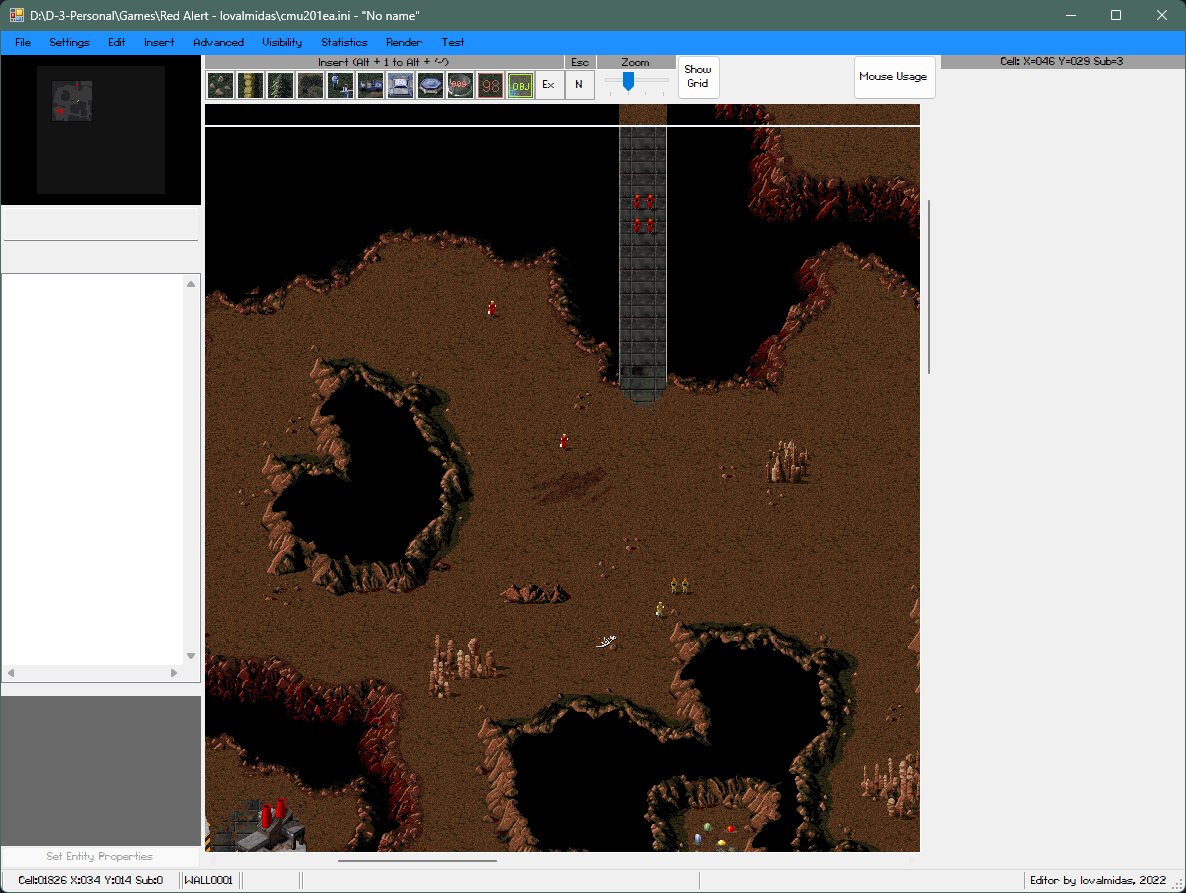 D:\D-3-Personal\Games\Red Alert - lovalmidas\cmu201ea.ini - "No name"
File Settings Edit Insert Advanced Visibility Statistics Render Test
Insert (Alt + 1 to Alt + '-') Esc Zoom Show Grid Mouse Usage Cell: X=046 Y=029 Sub=3
98 OBJ Ex N
Set Entity Properties
Cell:01826 X:034 Y:014 Sub:0 WALL0001 Editor by lovalmidas, 2022